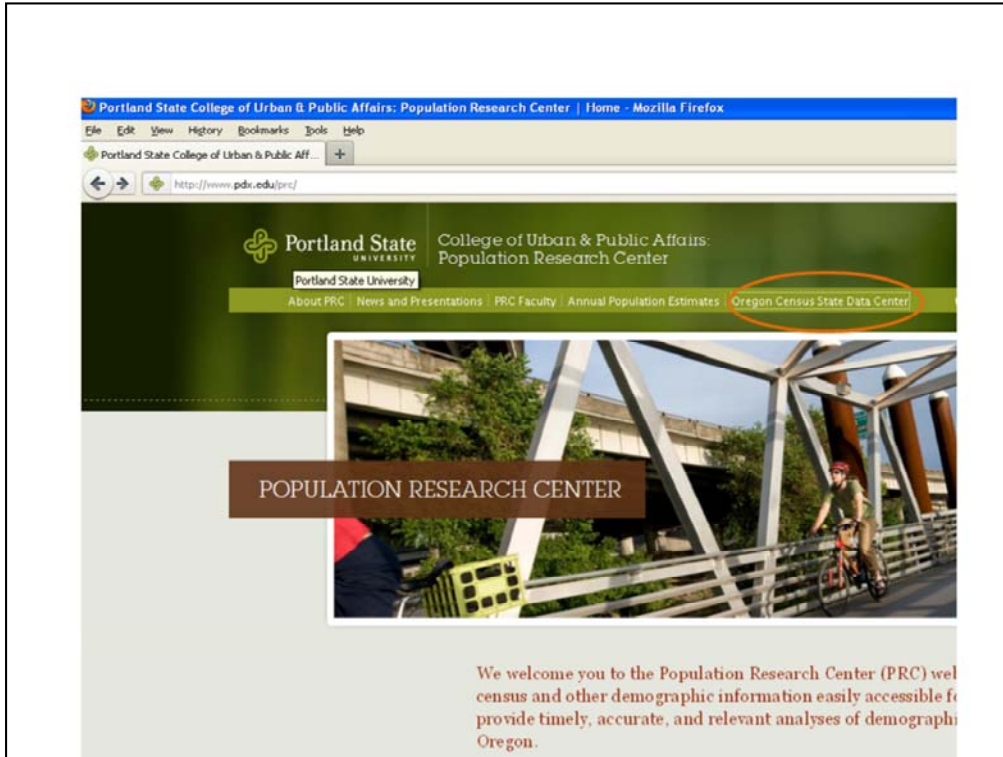 Portland State College of Urban & Public Affairs: Population Research Center | Home - Mozilla Firefox
File Edit View History Bookmarks Tools Help
Portland State College of Urban & Public Aff... +
http://www.pdx.edu/prc/
Portland State
UNIVERSITY
College of Urban & Public Affairs:
Population Research Center
Portland State University
About PRC | News and Presentations | PRC Faculty | Annual Population Estimates | Oregon Census State Data Center
POPULATION RESEARCH CENTER
We welcome you to the Population Research Center (PRC) we
census and other demographic information easily accessible f
provide timely, accurate, and relevant analyses of demographi
Oregon.